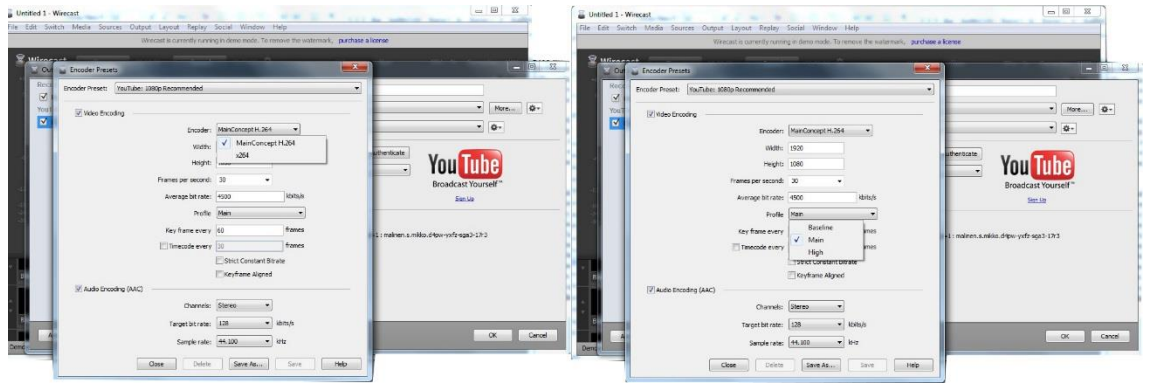 Untitled 1 - Wirecast
File Edit Switch Media Sources Output Layout Replay Social Window Help
Wirecast is currently running in demo mode. To remove the watermark, purchase a license
Wirecast
Encoder Presets
Encoder Preset: YouTube: 1080p Recommended
More...
Video Encoding
Encoder: MainConcept H.264
MainConcept H.264
x264
Width:
Height:
Frames per second: 30
Average bit rate: 4500 kbits/s
Profile Main
Key frame every 60 frames
Timecode every 30 frames
Strict Constant Bitrate
Keyframe Aligned
Audio Encoding (AAC)
Channels: Stereo
Target bit rate: 128 kbits/s
Sample rate: 44,100 kHz
Close Delete Save As... Save Help
YouTube
Broadcast Yourself™
Sign Up
OK Cancel
Untitled 1 - Wirecast
File Edit Switch Media Sources Output Layout Replay Social Window Help
Wirecast is currently running in demo mode. To remove the watermark, purchase a license
Wirecast
Encoder Presets
Encoder Preset: YouTube: 1080p Recommended
More...
Video Encoding
Encoder: MainConcept H.264
Width: 1920
Height: 1080
Frames per second: 30
Average bit rate: 4500 kbits/s
Profile Main
Baseline
Main
High
Key frame every
Timecode every
Strict Constant Bitrate
Keyframe Aligned
Audio Encoding (AAC)
Channels: Stereo
Target bit rate: 128 kbits/s
Sample rate: 44,100 kHz
Close Delete Save As... Save Help
YouTube
Broadcast Yourself™
Sign Up
OK Cancel